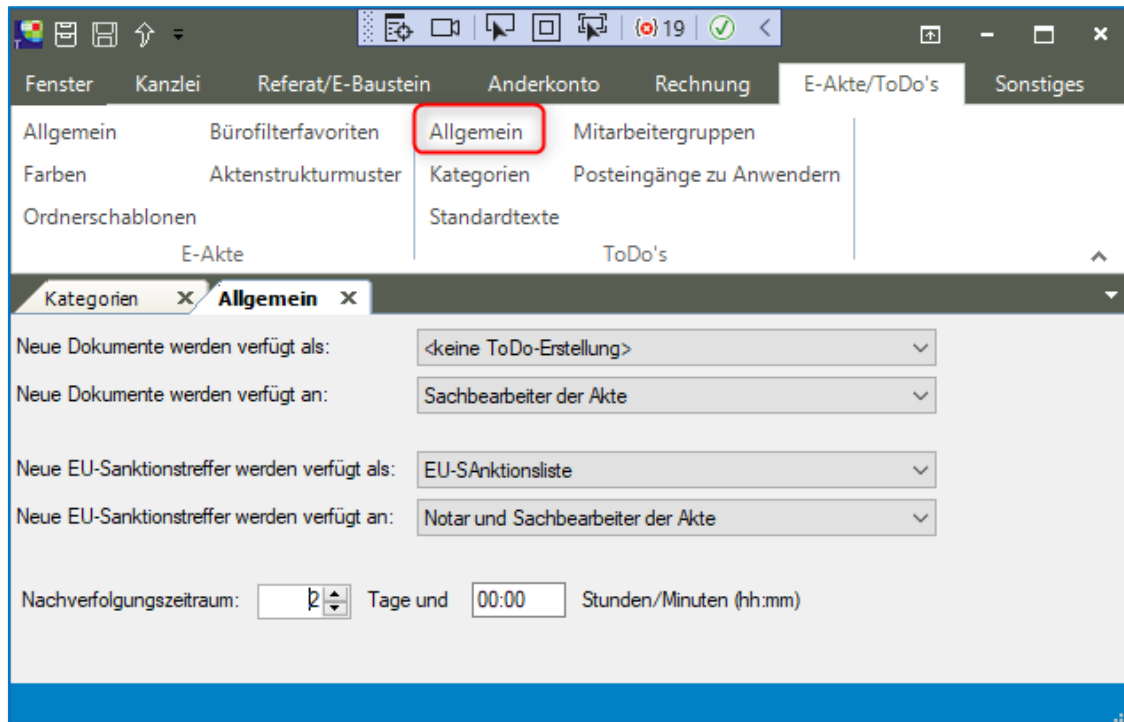 19
Fenster Kanzlei Referat/E-Baustein Anderkonto Rechnung E-Akte/ToDo's Sonstiges
Allgemein Bürofilterfavoriten Allgemein Mitarbeitergruppen
Farben Aktenstrukturmuster Kategorien Posteingänge zu Anwendern
Ordnerschablonen Standardtexte
E-Akte ToDo's
Kategorien Allgemein
Neue Dokumente werden verfügt als: <keine ToDo-Erstellung>
Neue Dokumente werden verfügt an: Sachbearbeiter der Akte
Neue EU-Sanktionstreffer werden verfügt als: EU-SAnktionsliste
Neue EU-Sanktionstreffer werden verfügt an: Notar und Sachbearbeiter der Akte
Nachverfolgungszeitraum: 2 Tage und 00:00 Stunden/Minuten (hh:mm)